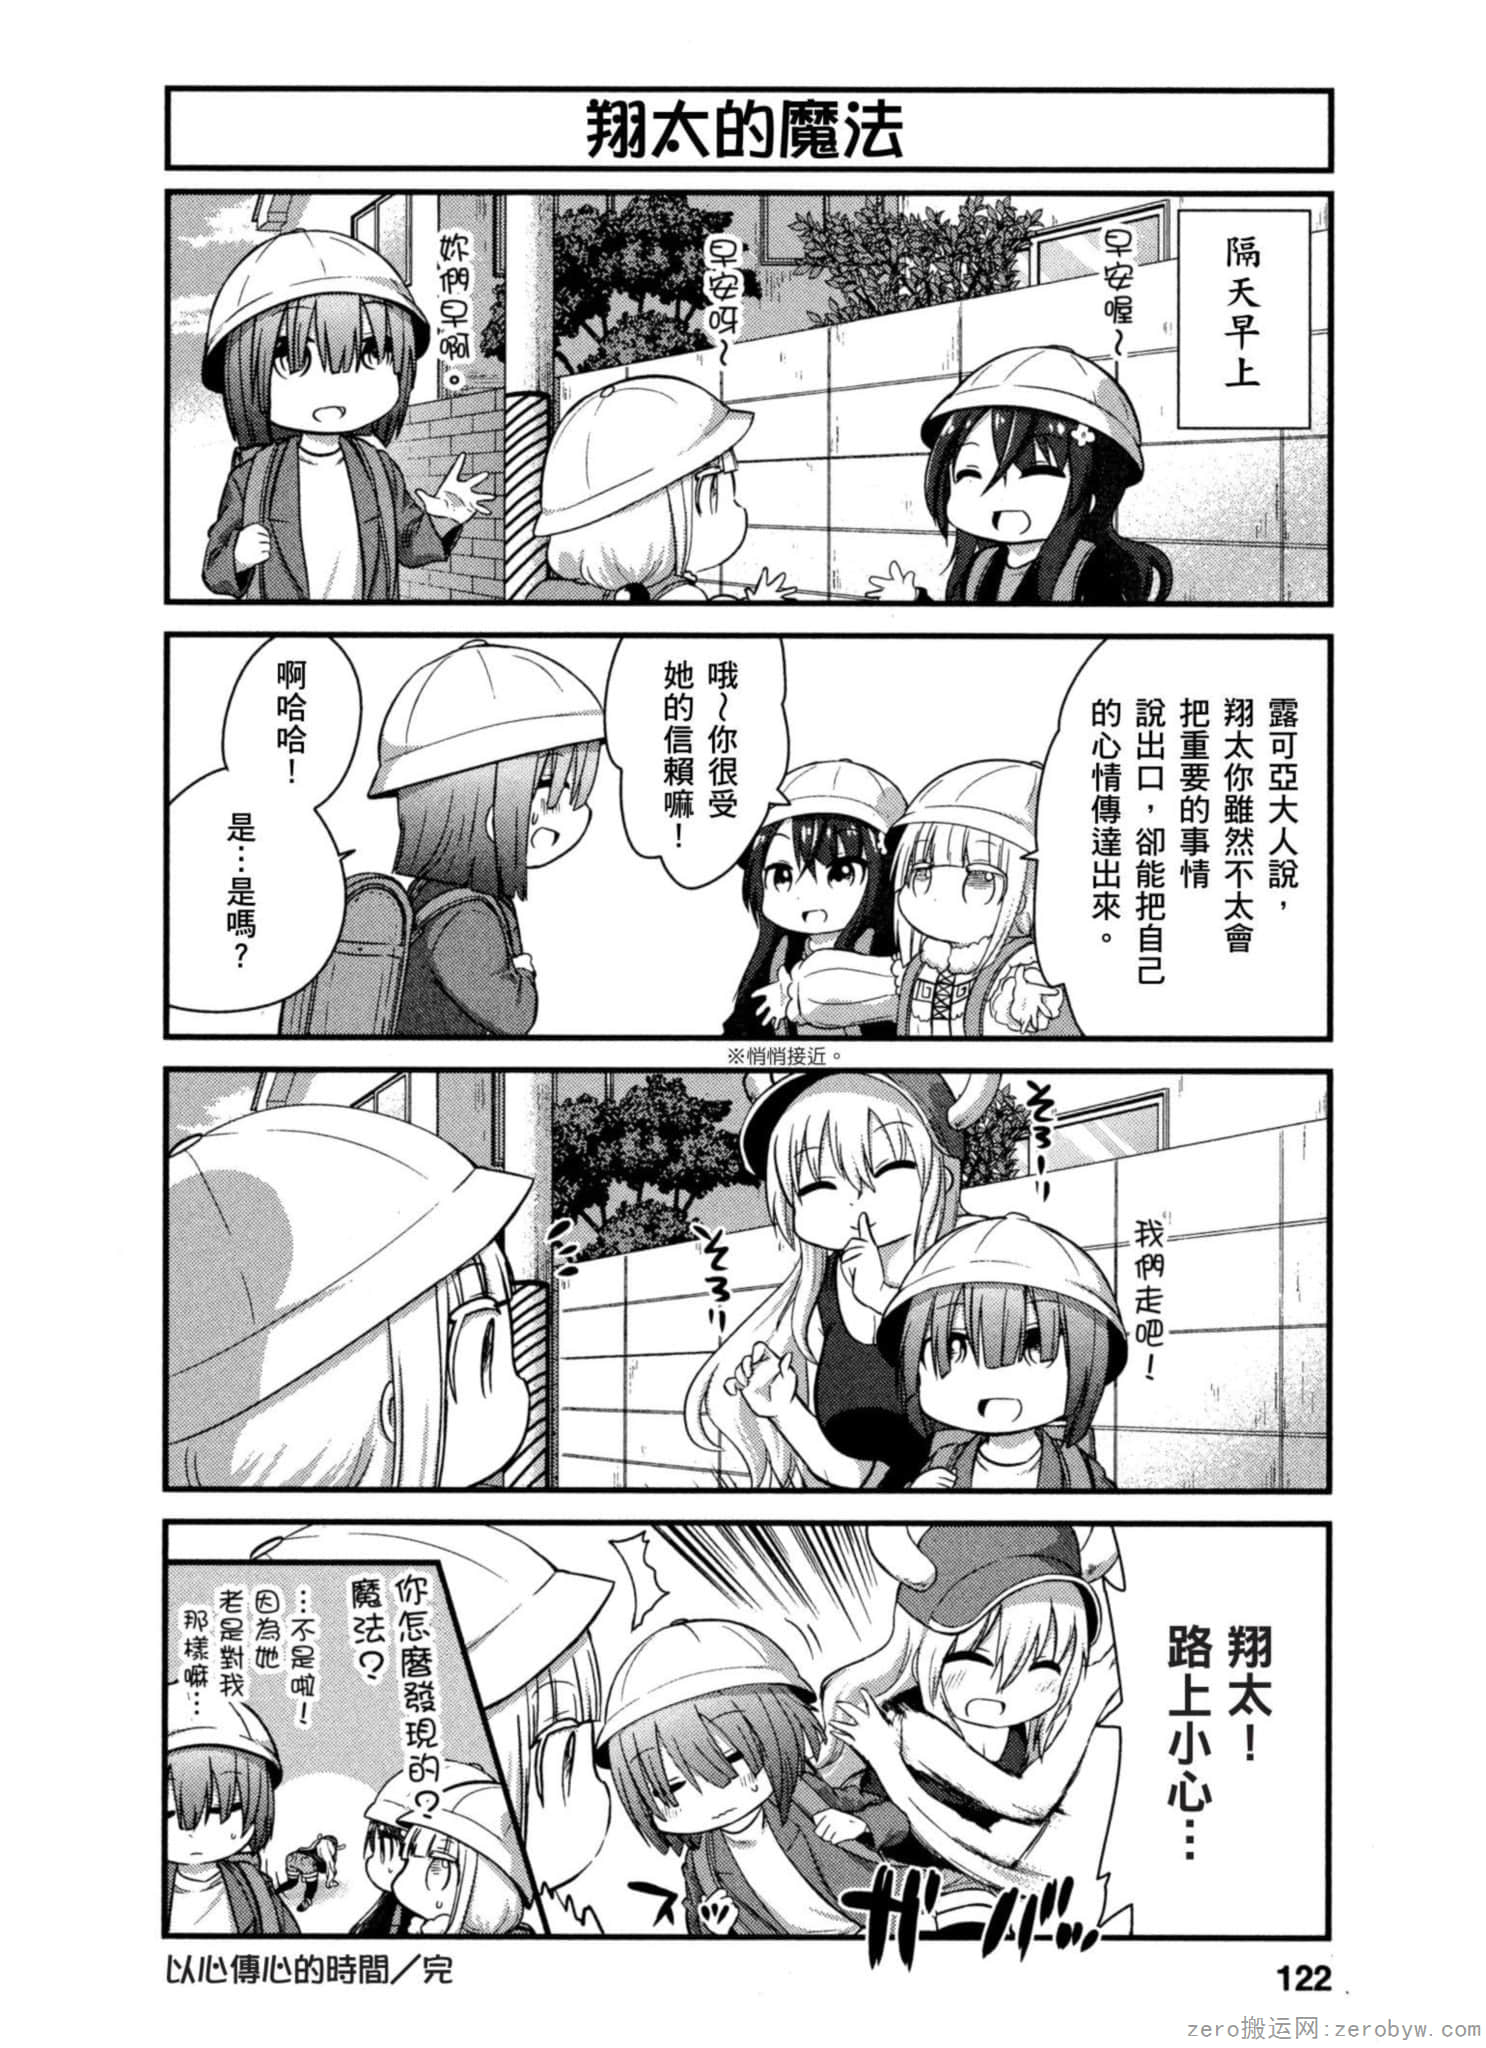 翔太的魔法
隔天早上
早安喔～
早安呀～
妳們早啊。
露可亞大人說，
翔太你雖然不太會
把重要的事情
說出口，卻能把自己
的心情傳達出來。
哦～你很受
她的信賴嘛！
啊哈哈！
是…是嗎？
※悄悄接近。
そろーり
我們走吧！
そろーり
翔太！
路上小心…
ガバッ
スッ
你怎麼發現的？
魔法？
…不是啦！
因為她
老是對我
那樣嘛…
以心傳心的時間／完
122
zero搬运网:zerobyw.com